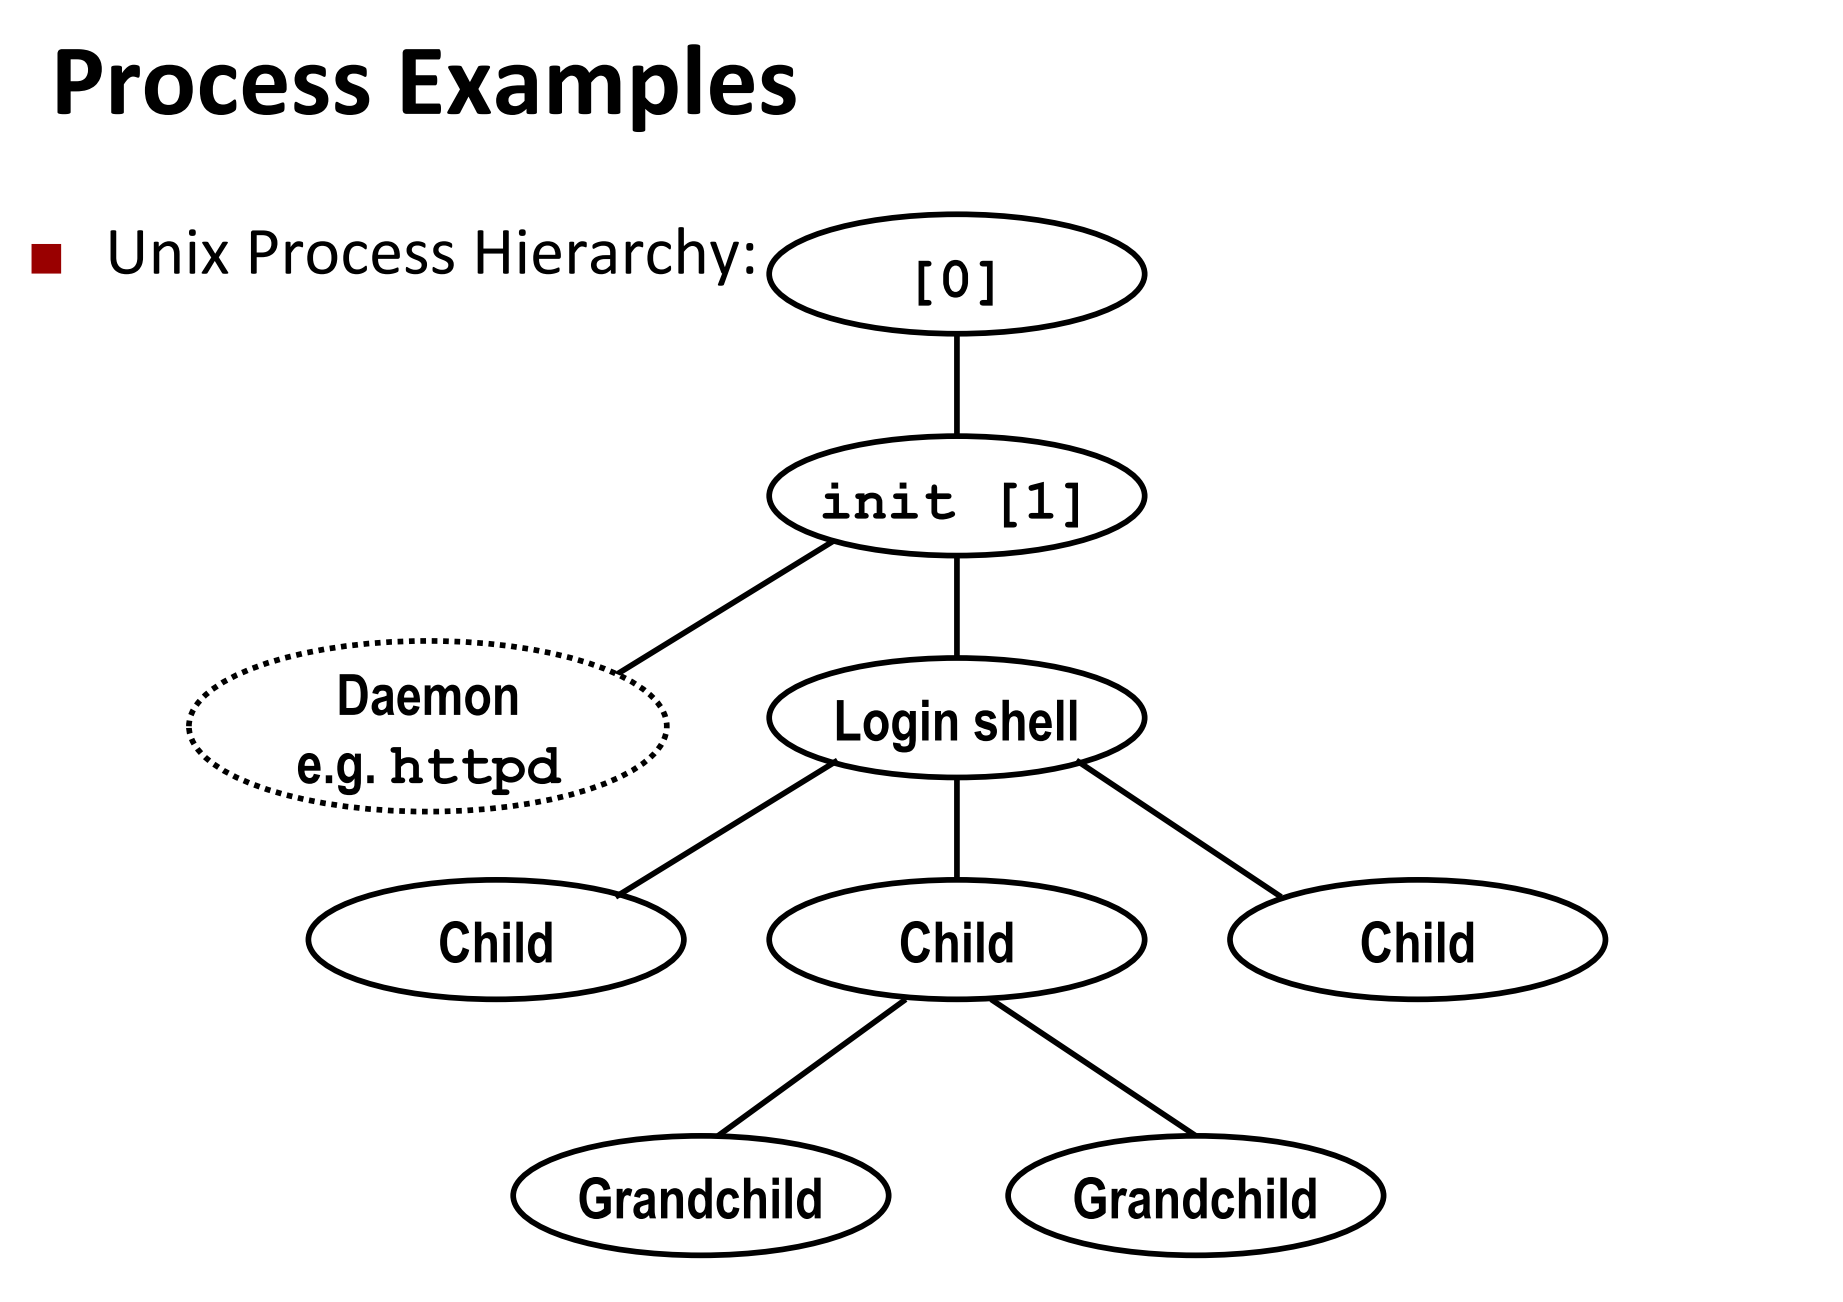 Process Examples
Unix Process Hierarchy:
[0]
init [1]
Daemon
e.g. httpd
Login shell
Child
Child
Child
Grandchild
Grandchild